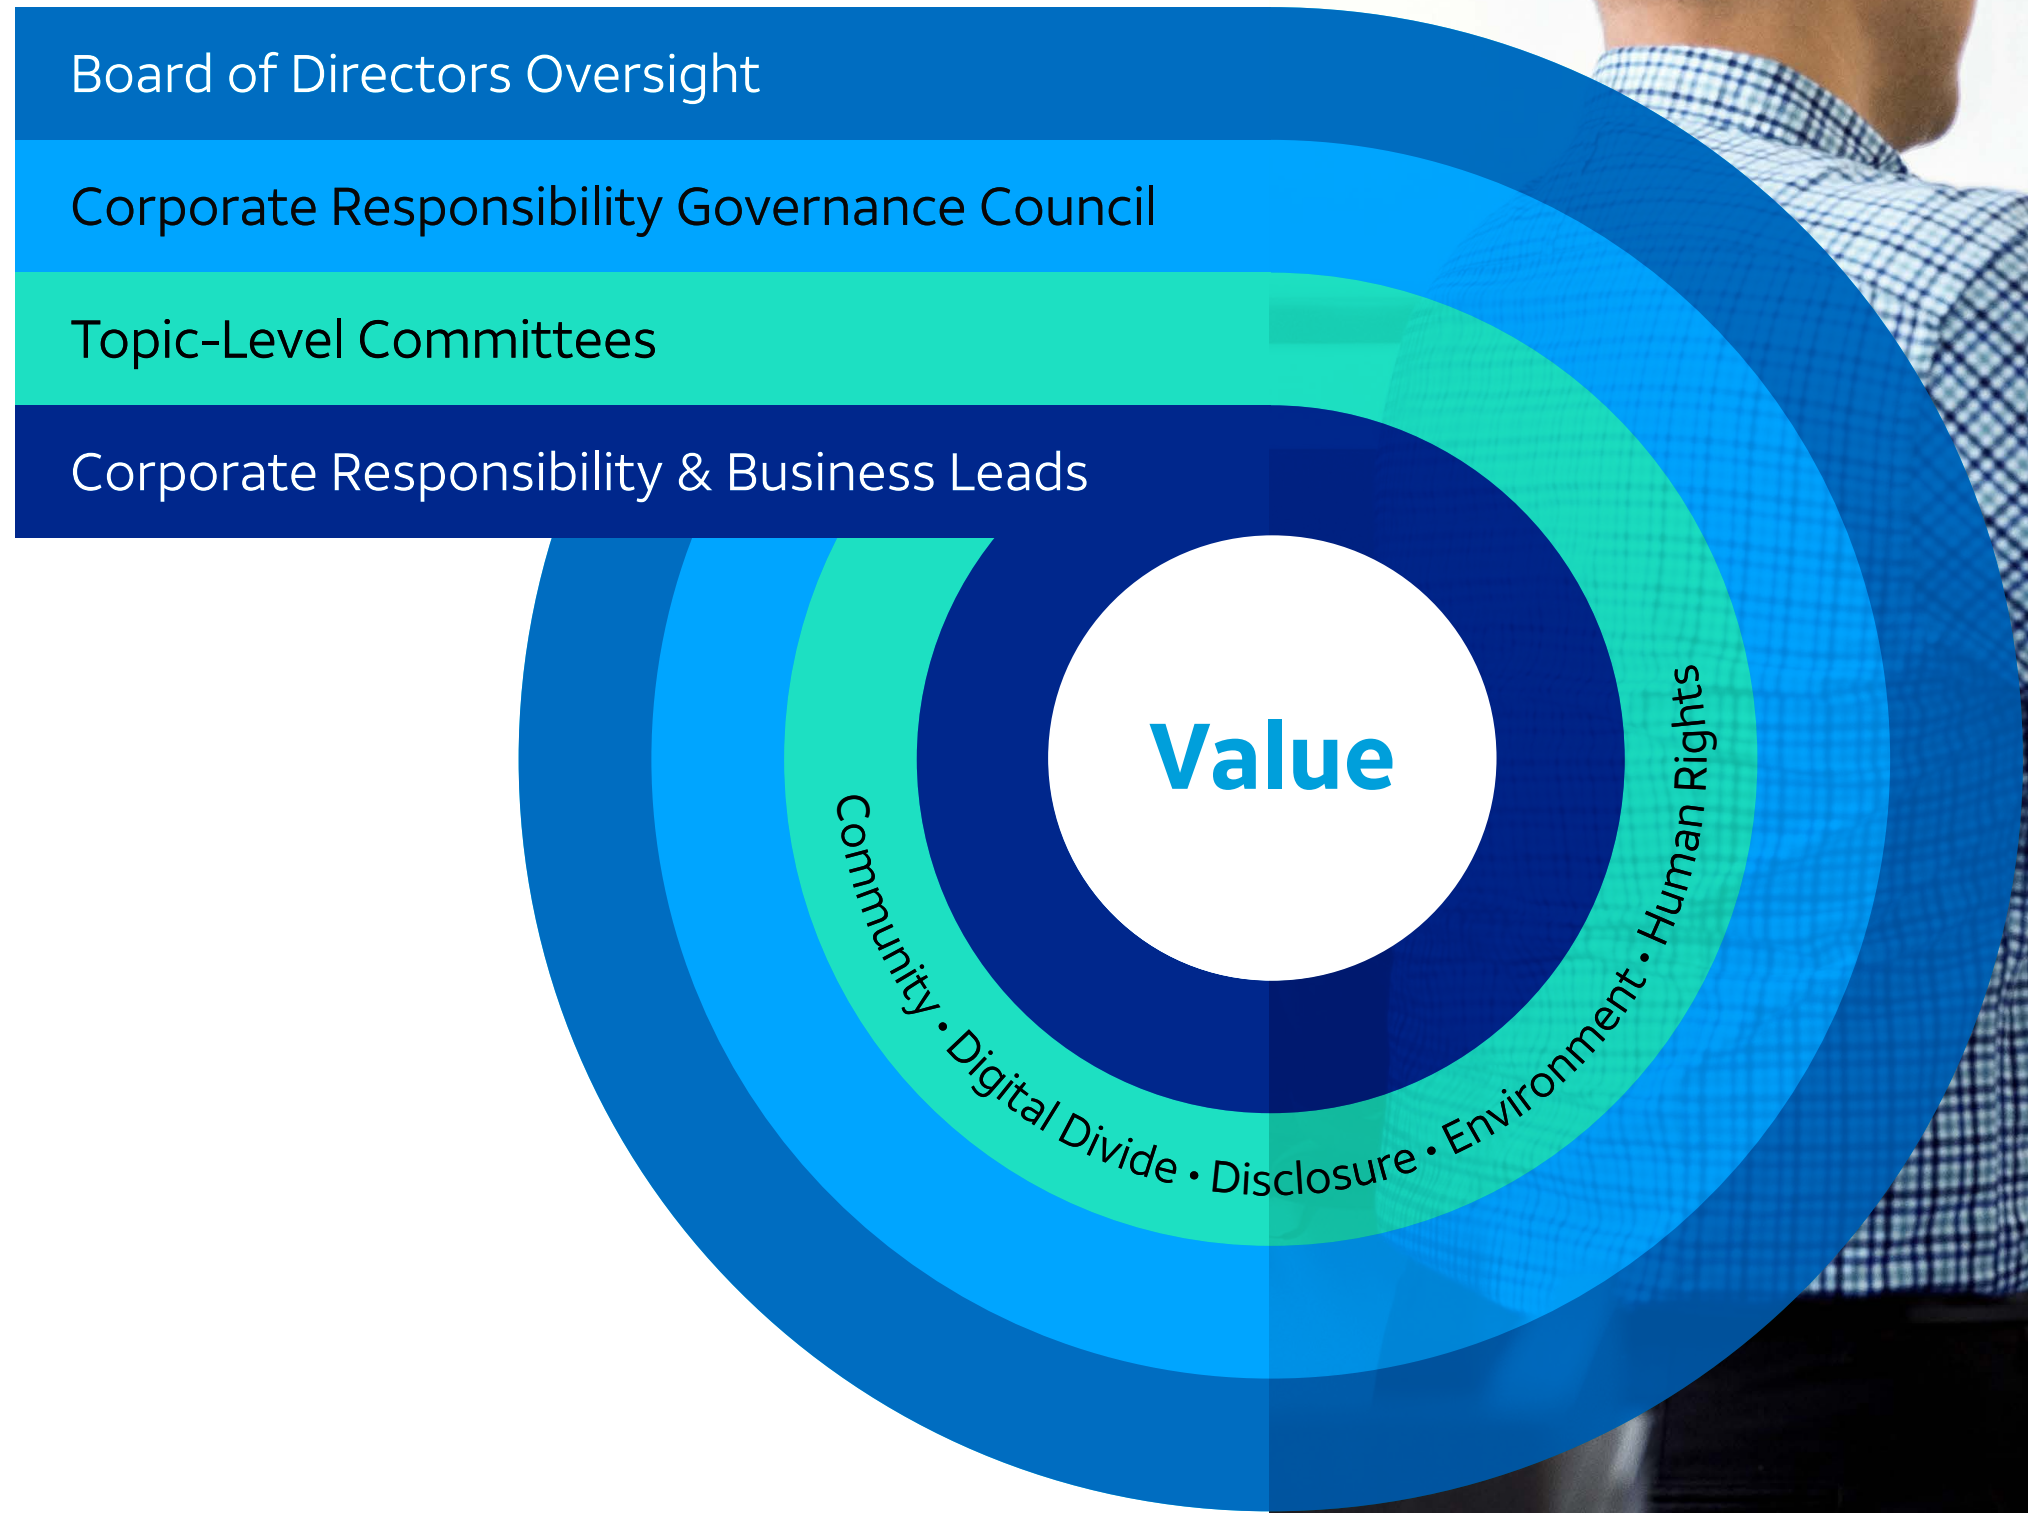 Board of Directors Oversight
Corporate Responsibility Governance Council
Topic-Level Committees
Corporate Responsibility & Business Leads
Value
Community • Digital Divide • Disclosure • Environment • Human Rights